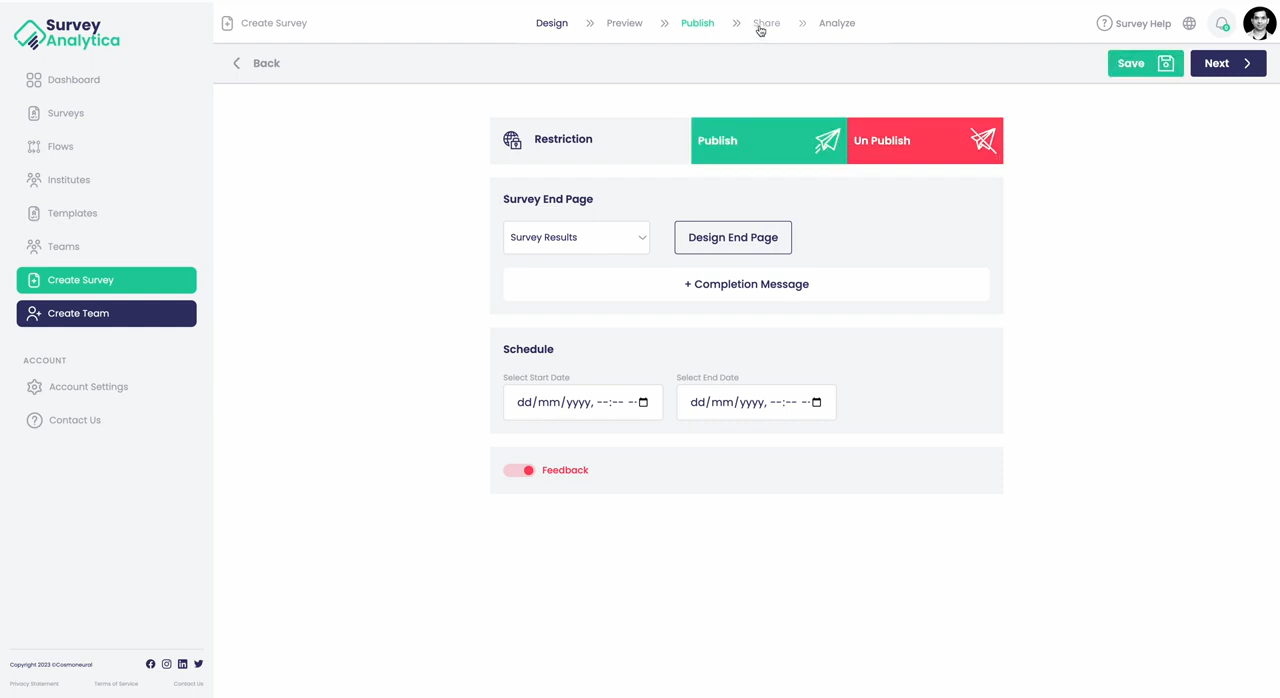 Survey
Analytica
Dashboard
Surveys
Flows
Institutes
Templates
Teams
Create Survey
Create Team
ACCOUNT
Account Settings
Contact Us
Copyright 2023 ©Cosmoneural
Privacy Statement Terms of Service Contact Us
Create Survey
Design Preview Publish Share Analyze
Survey Help
Back
Save Next
Restriction
Publish
Un Publish
Survey End Page
Survey Results
Design End Page
+ Completion Message
Schedule
Select Start Date Select End Date
dd/mm/yyyy, --:-- -- dd/mm/yyyy, --:-- --
Feedback